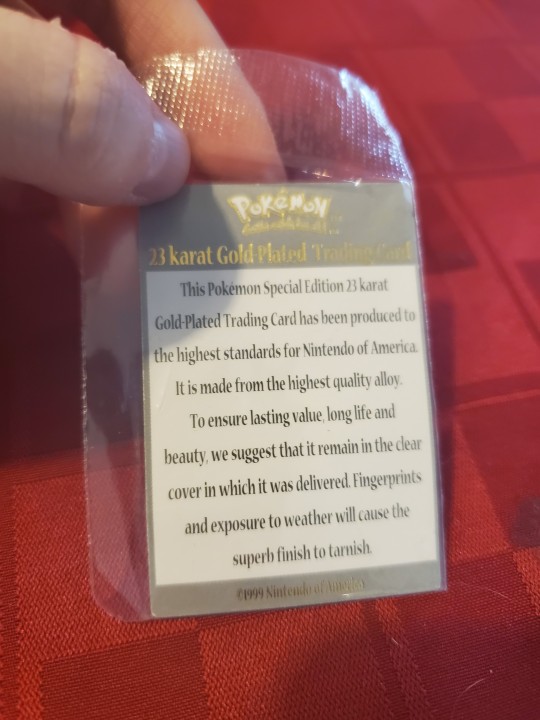 POKéMON
23 karat Gold-Plated Trading Card
This Pokémon Special Edition 23 karat
Gold-Plated Trading Card has been produced to
the highest standards for Nintendo of America.
It is made from the highest quality alloy.
To ensure lasting value, long life and
beauty, we suggest that it remain in the clear
cover in which it was delivered. Fingerprints
and exposure to weather will cause the
superb finish to tarnish.
©1999 Nintendo of America